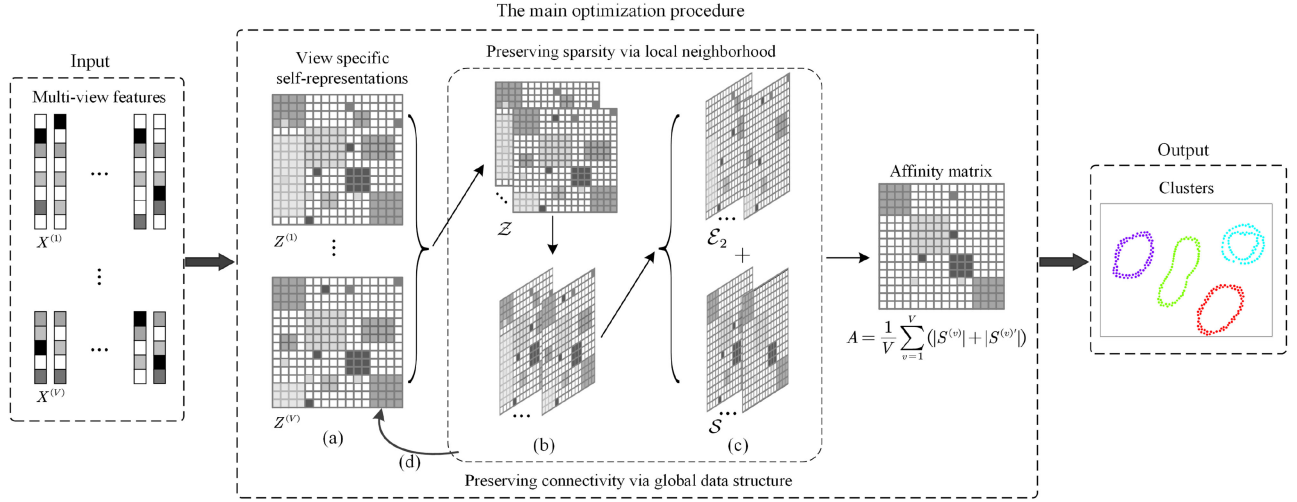 The main optimization procedure
Input
Multi-view features
...
X^(1)
...
...
X^(V)
View specific
self-representations
Z^(1)
...
Z^(V)
(a)
(d)
Preserving sparsity via local neighborhood
𝒵
...
(b)
ℰ₂
+
𝒮
...
(c)
Preserving connectivity via global data structure
Affinity matrix
A = 1/V ∑_{v=1}^{V} (|S^(v)| + |S^(v)′|)
Output
Clusters